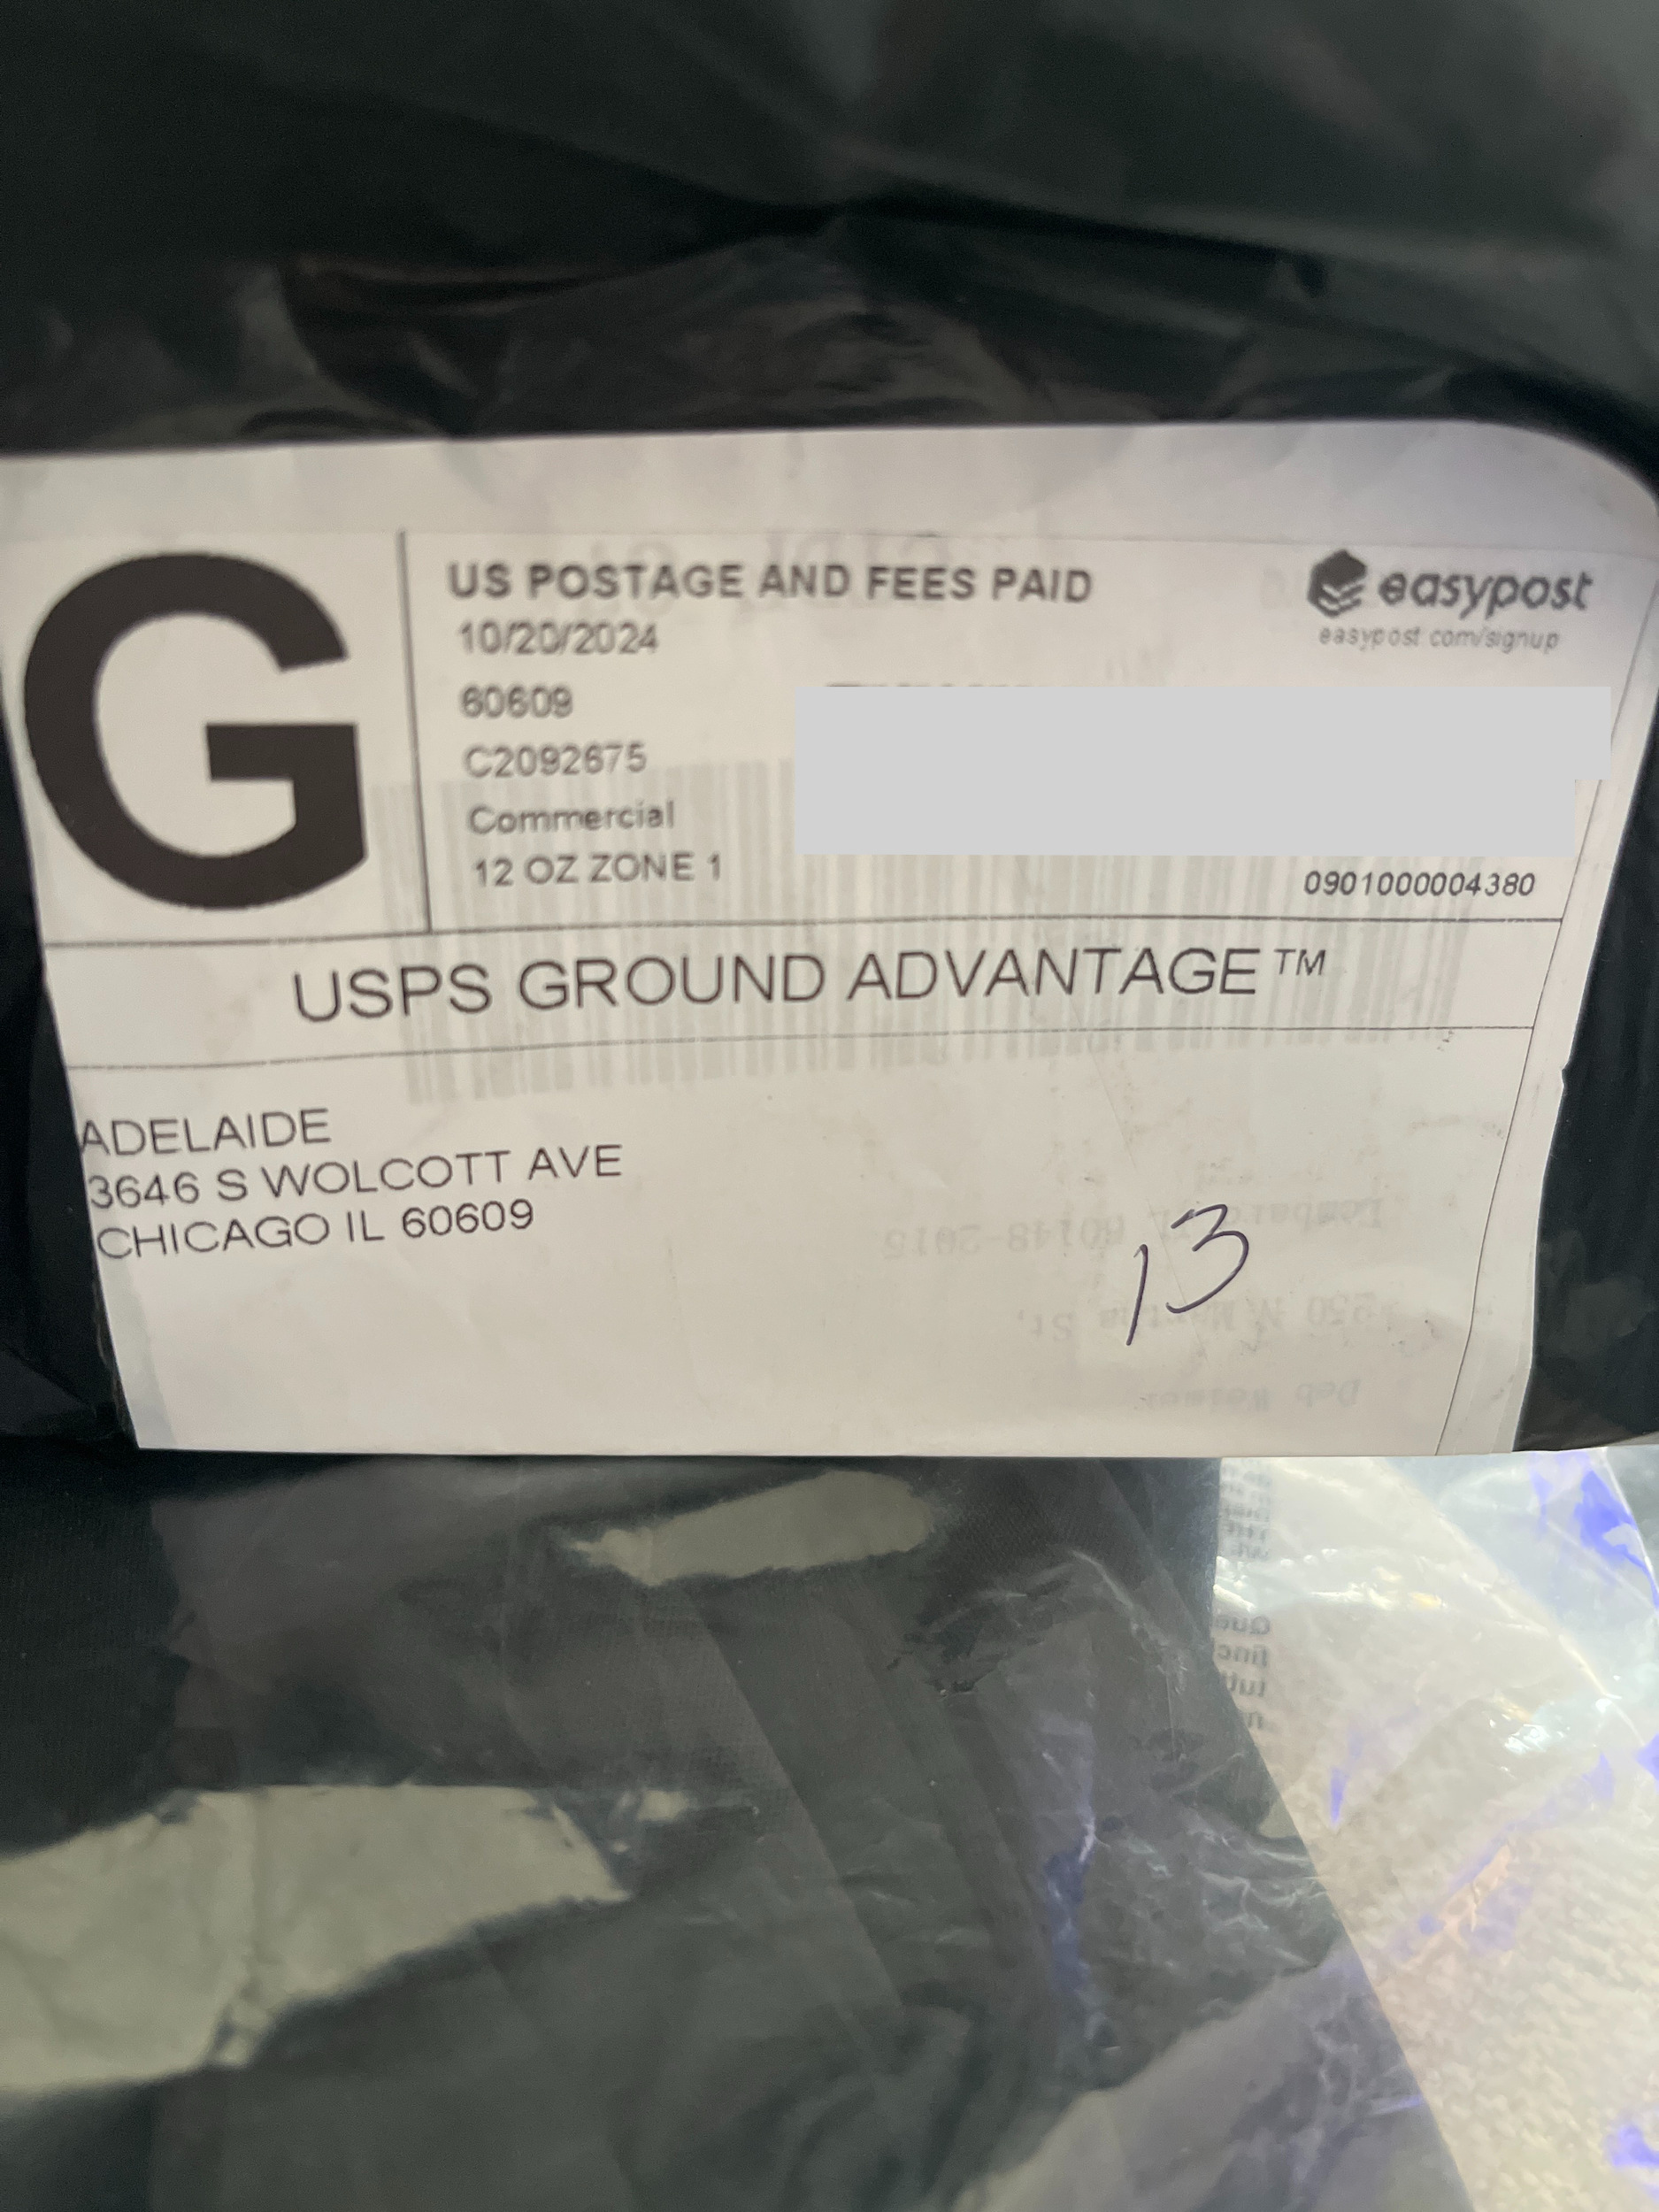 G
US POSTAGE AND FEES PAID
10/20/2024
60609
C2092675
Commercial
12 OZ ZONE 1
easypost
easypost.com/signup
0901000004380
USPS GROUND ADVANTAGE™
ADELAIDE
3646 S WOLCOTT AVE
CHICAGO IL 60609
13